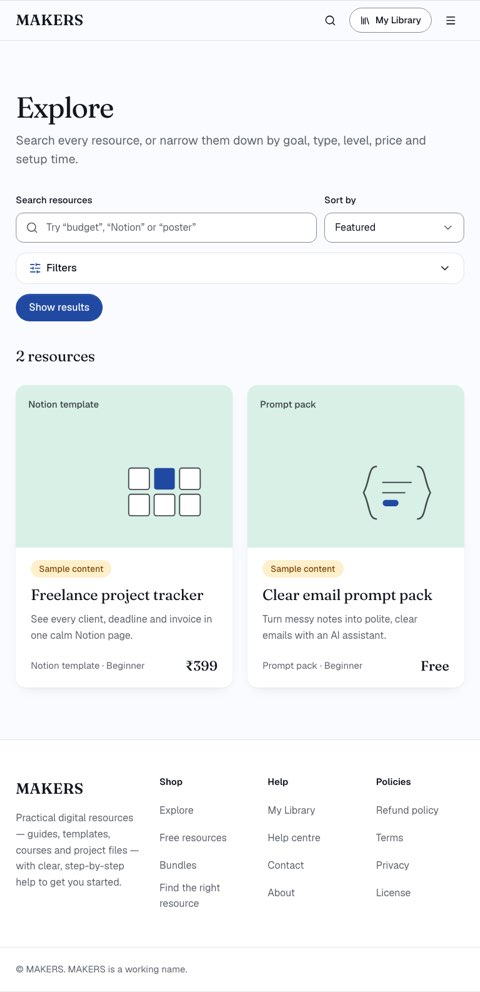 MAKERS
My Library
Explore
Search every resource, or narrow them down by goal, type, level, price and
setup time.
Search resources
Sort by
Try “budget”, “Notion” or “poster”
Featured
Filters
Show results
2 resources
Notion template
Prompt pack
Sample content
Sample content
Freelance project tracker
Clear email prompt pack
See every client, deadline and invoice in
one calm Notion page.
Turn messy notes into polite, clear
emails with an AI assistant.
Notion template · Beginner
₹399
Prompt pack · Beginner
Free
MAKERS
Practical digital resources
— guides, templates,
courses and project files —
with clear, step-by-step
help to get you started.
Shop
Explore
Free resources
Bundles
Find the right
resource
Help
My Library
Help centre
Contact
About
Policies
Refund policy
Terms
Privacy
License
© MAKERS. MAKERS is a working name.